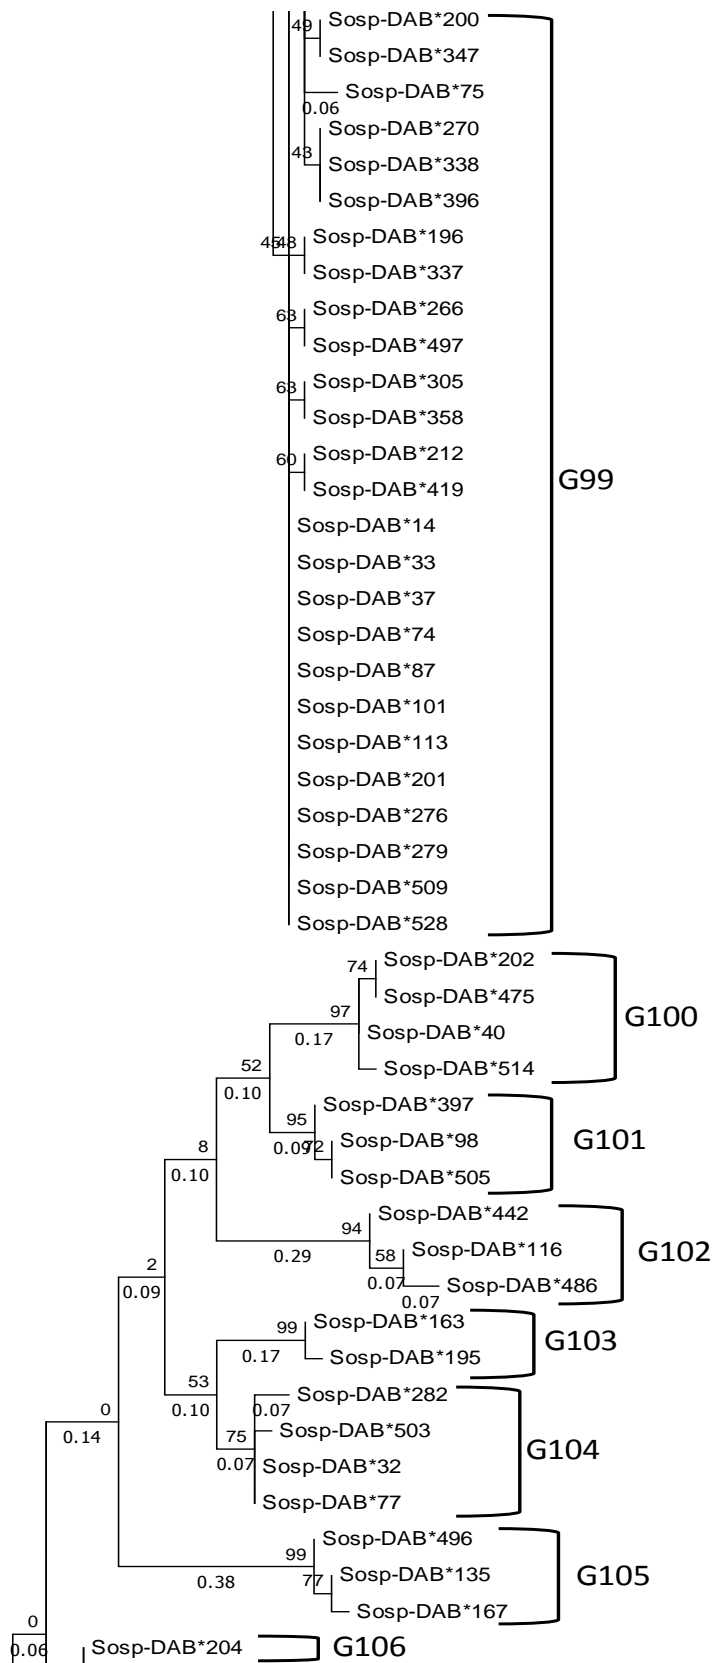 49 Sosp-DAB*200
Sosp-DAB*347
Sosp-DAB*75
0.06
Sosp-DAB*270
43 Sosp-DAB*338
Sosp-DAB*396
Sosp-DAB*196
45 48
Sosp-DAB*337
Sosp-DAB*266
63
Sosp-DAB*497
Sosp-DAB*305
63
Sosp-DAB*358
Sosp-DAB*212
60
Sosp-DAB*419
G99
Sosp-DAB*14
Sosp-DAB*33
Sosp-DAB*37
Sosp-DAB*74
Sosp-DAB*87
Sosp-DAB*101
Sosp-DAB*113
Sosp-DAB*201
Sosp-DAB*276
Sosp-DAB*279
Sosp-DAB*509
Sosp-DAB*528
74 Sosp-DAB*202
Sosp-DAB*475
97 G100
0.17 Sosp-DAB*40
52 Sosp-DAB*514
0.10
95 Sosp-DAB*397
0.09 72 Sosp-DAB*98 G101
8
0.10 Sosp-DAB*505
94 Sosp-DAB*442
0.29 58 Sosp-DAB*116 G102
2 0.07
0.09 Sosp-DAB*486
0.07
99 Sosp-DAB*163
0.17 G103
Sosp-DAB*195
53 Sosp-DAB*282
0.10 0.07
0 75 Sosp-DAB*503
0.14 G104
0.07 Sosp-DAB*32
Sosp-DAB*77
Sosp-DAB*496
99
0.38 77 Sosp-DAB*135 G105
Sosp-DAB*167
0
0.06 Sosp-DAB*204 G106